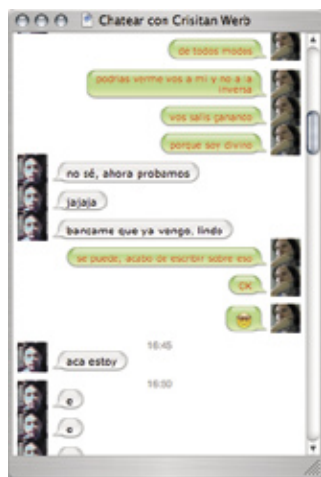 Chatear con Crisitan Werb
de todos modos
podrias verme vos a mi y no a la
inversa
vos salis ganando
porque soy divino
no sé, ahora probamos
jajaja
bancame que ya vengo, lindo
se puede, acabo de escribir sobre eso
OK
16:45
aca estoy
16:50
e
e